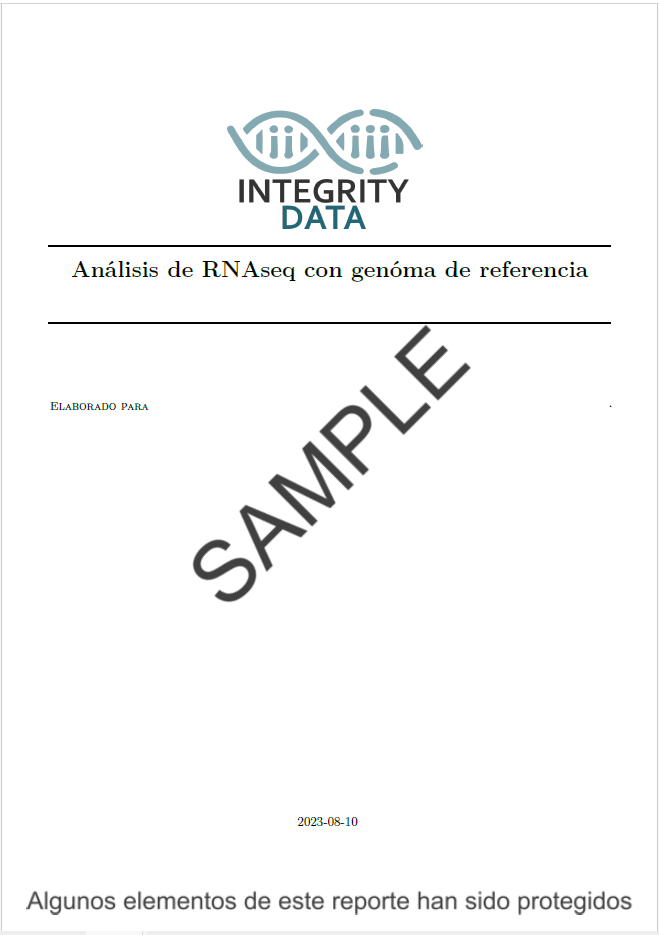 INTEGRITY
DATA
Análisis de RNAseq con genóma de referencia
Elaborado para .
SAMPLE
2023-08-10
Algunos elementos de este reporte han sido protegidos